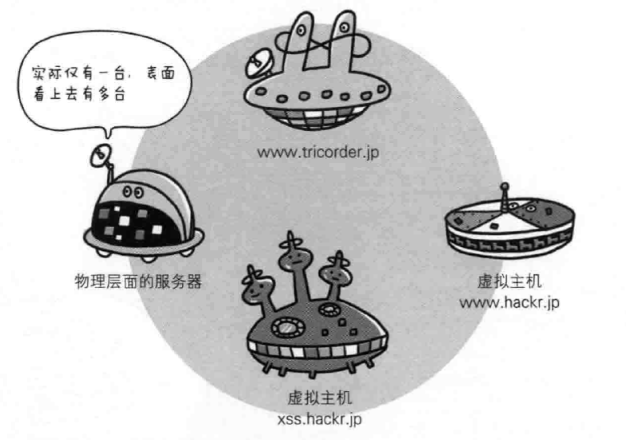 实际仅有一台，表面
看上去有多台
www.tricorder.jp
物理层面的服务器
虚拟主机
www.hackr.jp
虚拟主机
xss.hackr.jp